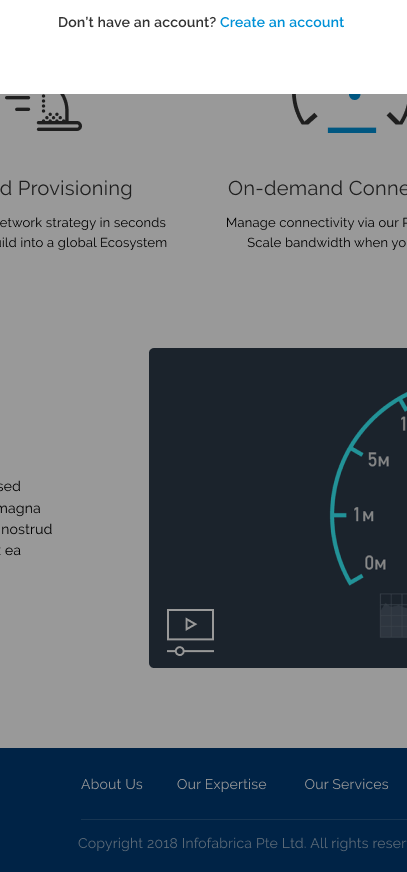 Don't have an account? Create an account
d Provisioning
etwork strategy in seconds
ild into a global Ecosystem
On-demand Conne
Manage connectivity via our
Scale bandwidth when yo
sed
magna
nostrud
ea
5M
1M
0M
About Us Our Expertise Our Services
Copyright 2018 Infofabrica Pte Ltd. All rights reser